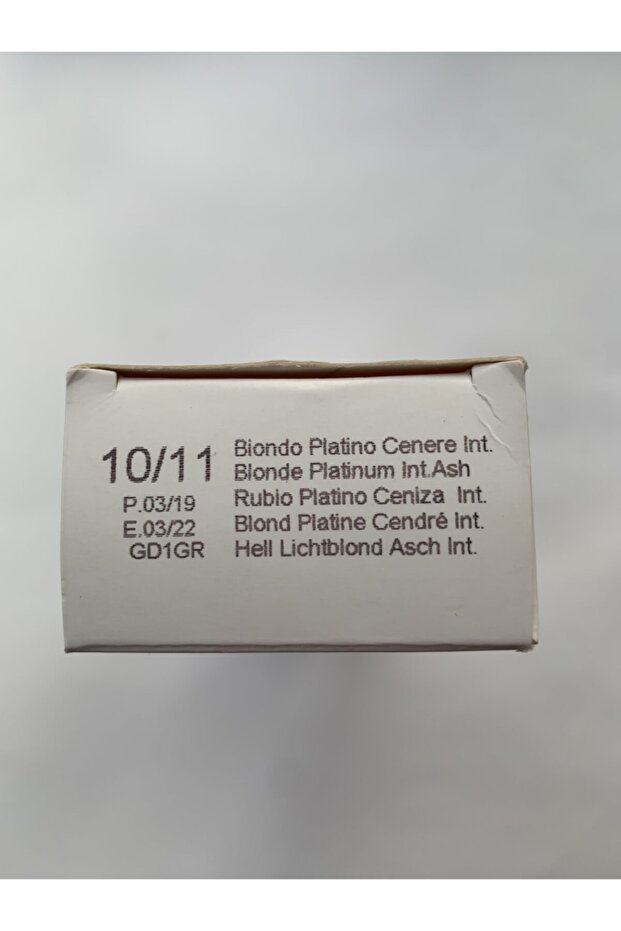 10/11
P.03/19
E.03/22
GD1GR
Biondo Platino Cenere Int.
Blonde Platinum Int.Ash
Rubio Platino Ceniza Int.
Blond Platine Cendré Int.
Hell Lichtblond Asch Int.